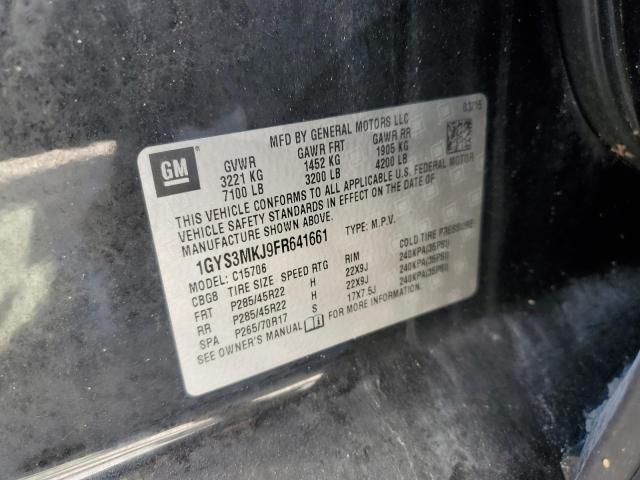 MFD BY GENERAL MOTORS LLC 03/15
GM GVWR GAWR FRT GAWR RR
3221 KG 1452 KG 1905 KG
7100 LB 3200 LB 4200 LB
THIS VEHICLE CONFORMS TO ALL APPLICABLE U.S. FEDERAL MOTOR
VEHICLE SAFETY STANDARDS IN EFFECT ON THE DATE OF
MANUFACTURE SHOWN ABOVE.
1GYS3MKJ9FR641661 TYPE: M.P.V.
MODEL: C15706
CBG8 TIRE SIZE SPEED RTG RIM COLD TIRE PRESSURE
FRT P285/45R22 H 22X9J 240KPA(35PSI)
RR P285/45R22 H 22X9J 240KPA(35PSI)
SPA P265/70R17 S 17X7.5J 240KPA(35PSI)
SEE OWNER'S MANUAL FOR MORE INFORMATION.